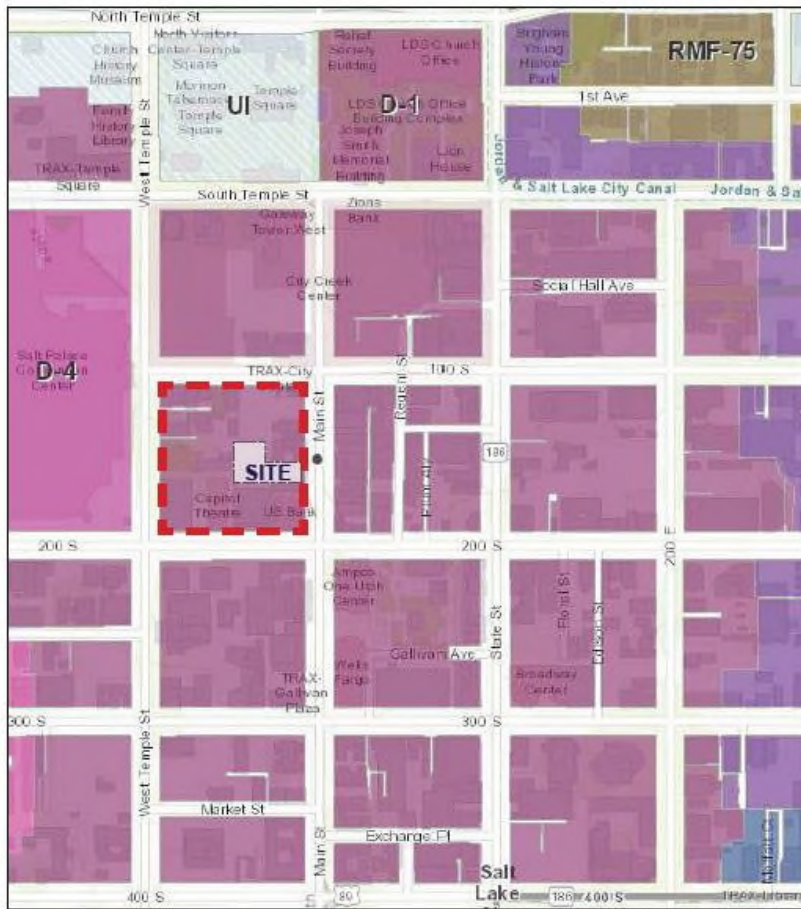 North Temple St
Church
History
Museum
North Visitors
Center-Temple
Square
Relief
Society
Building
LDS Church
Office
Brigham
Young
Historic
Park
RMF-75
Mormon
Tabernacle
Temple
Square
UI
Temple
Square
D-1
LDS Church Office
Building Complex
1st Ave
Family
History
Library
Joseph
Smith
Memorial
Building
Lion
House
TRAX-Temple
Square
West Temple St
South Temple St
& Salt Lake City Canal
Jordan & Sa
Gateway
Tower West
Zions
Bank
City Creek
Center
Social Hall Ave
Salt Palace
Center
D-4
TRAX-City
100 S
Main St
Regent St
186
SITE
Capitol
Theatre
US Bank
200 S
200 S
200 E
Ampco
One Utah
Center
State St
Floral St
Edison St
Gallivan Ave
Wells
Fargo
Broadway
Center
TRAX-
Gallivan
Plaza
300 S
300 S
West Temple St
Market St
Main St
Exchange Pl
Salt
Lake
400 S
89
186
400 S